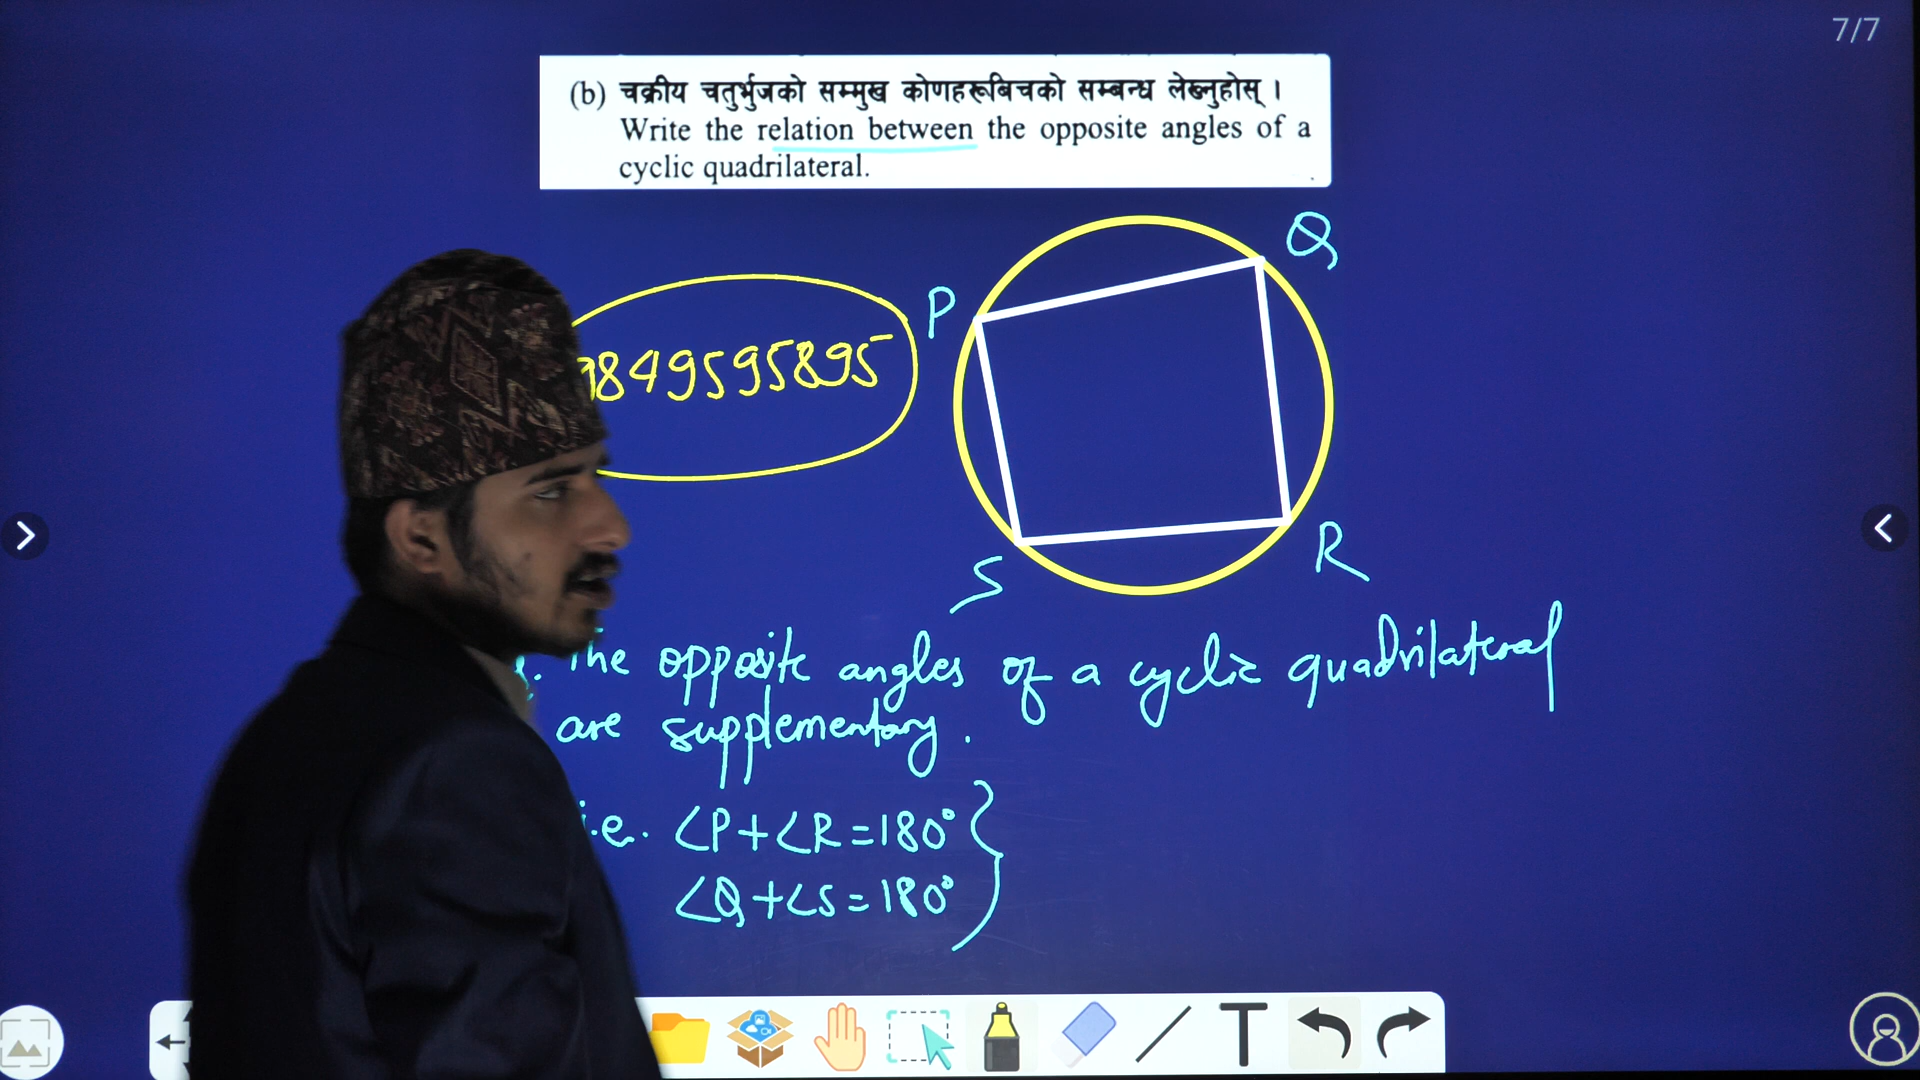 7/7
(b) चक्रीय चतुर्भुजको सम्मुख कोणहरूबिचको सम्बन्ध लेख्नुहोस् ।
Write the relation between the opposite angles of a
cyclic quadrilateral.
Q
P
9849595895
R
S
The opposite angles of a cyclic quadrilateral
are supplementary.
i.e. ∠P+∠R=180°
∠Q+∠S=180°
T